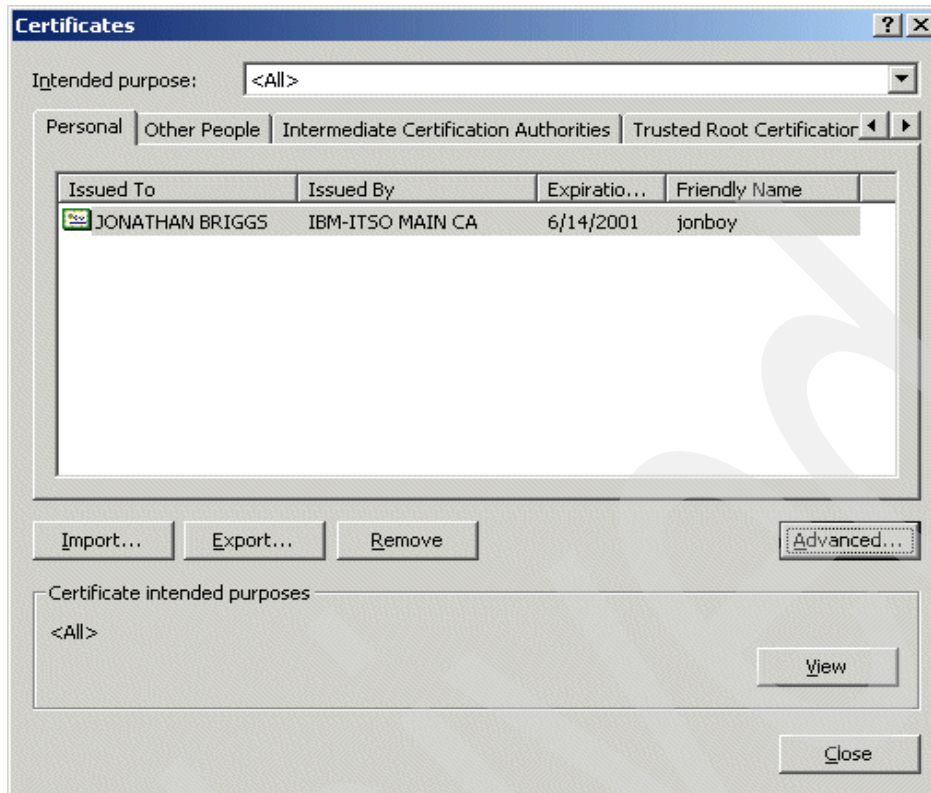 Certificates
Intended purpose: <All>
Personal Other People Intermediate Certification Authorities Trusted Root Certification
Issued To Issued By Expiratio... Friendly Name
JONATHAN BRIGGS IBM-ITSO MAIN CA 6/14/2001 jonboy
Import... Export... Remove Advanced...
Certificate intended purposes
<All>
View
Close